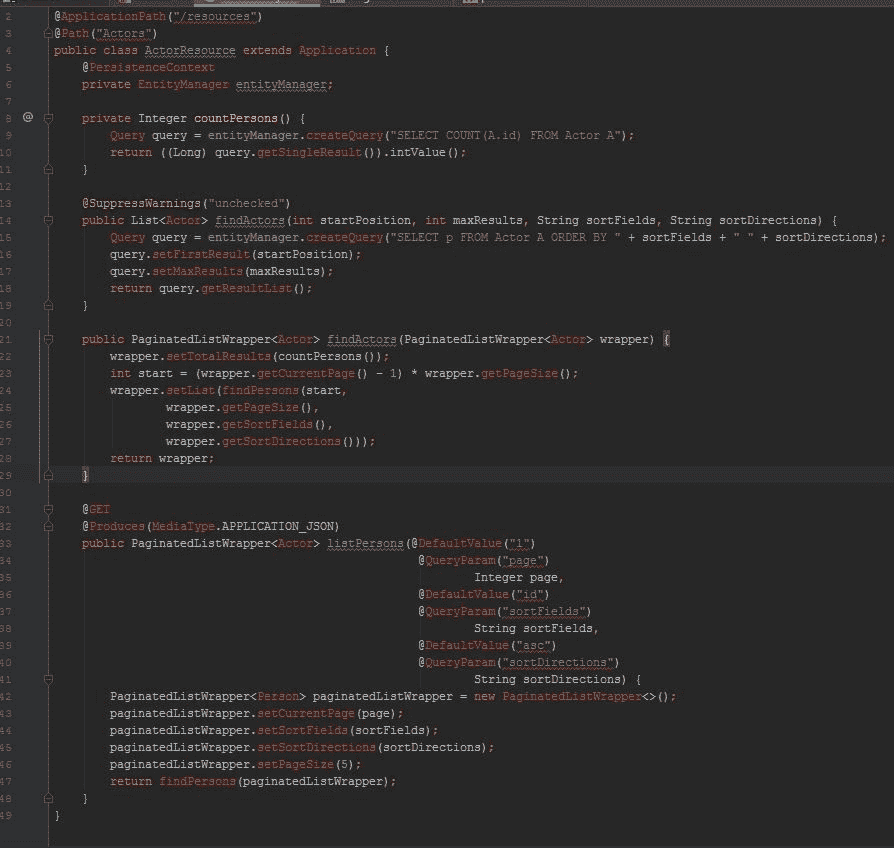 2 @ApplicationPath("/resources")
3 @Path("Actors")
4 public class ActorResource extends Application {
5 @PersistenceContext
6 private EntityManager entityManager;
7
8 @ private Integer countPersons() {
9 Query query = entityManager.createQuery("SELECT COUNT(A.id) FROM Actor A");
10 return ((Long) query.getSingleResult()).intValue();
11 }
12
13 @SuppressWarnings("unchecked")
14 public List<Actor> findActors(int startPosition, int maxResults, String sortFields, String sortDirections) {
15 Query query = entityManager.createQuery("SELECT p FROM Actor A ORDER BY " + sortFields + " " + sortDirections);
16 query.setFirstResult(startPosition);
17 query.setMaxResults(maxResults);
18 return query.getResultList();
19 }
20
21 public PaginatedListWrapper<Actor> findActors(PaginatedListWrapper<Actor> wrapper) {
22 wrapper.setTotalResults(countPersons());
23 int start = (wrapper.getCurrentPage() - 1) * wrapper.getPageSize();
24 wrapper.setList(findPersons(start,
25 wrapper.getPageSize(),
26 wrapper.getSortFields(),
27 wrapper.getSortDirections()));
28 return wrapper;
29 }
30
31 @GET
32 @Produces(MediaType.APPLICATION_JSON)
33 public PaginatedListWrapper<Actor> listPersons(@DefaultValue("1")
34 @QueryParam("page")
35 Integer page,
36 @DefaultValue("id")
37 @QueryParam("sortFields")
38 String sortFields,
39 @DefaultValue("asc")
40 @QueryParam("sortDirections")
41 String sortDirections) {
42 PaginatedListWrapper<Person> paginatedListWrapper = new PaginatedListWrapper<>();
43 paginatedListWrapper.setCurrentPage(page);
44 paginatedListWrapper.setSortFields(sortFields);
45 paginatedListWrapper.setSortDirections(sortDirections);
46 paginatedListWrapper.setPageSize(5);
47 return findPersons(paginatedListWrapper);
48 }
49 }